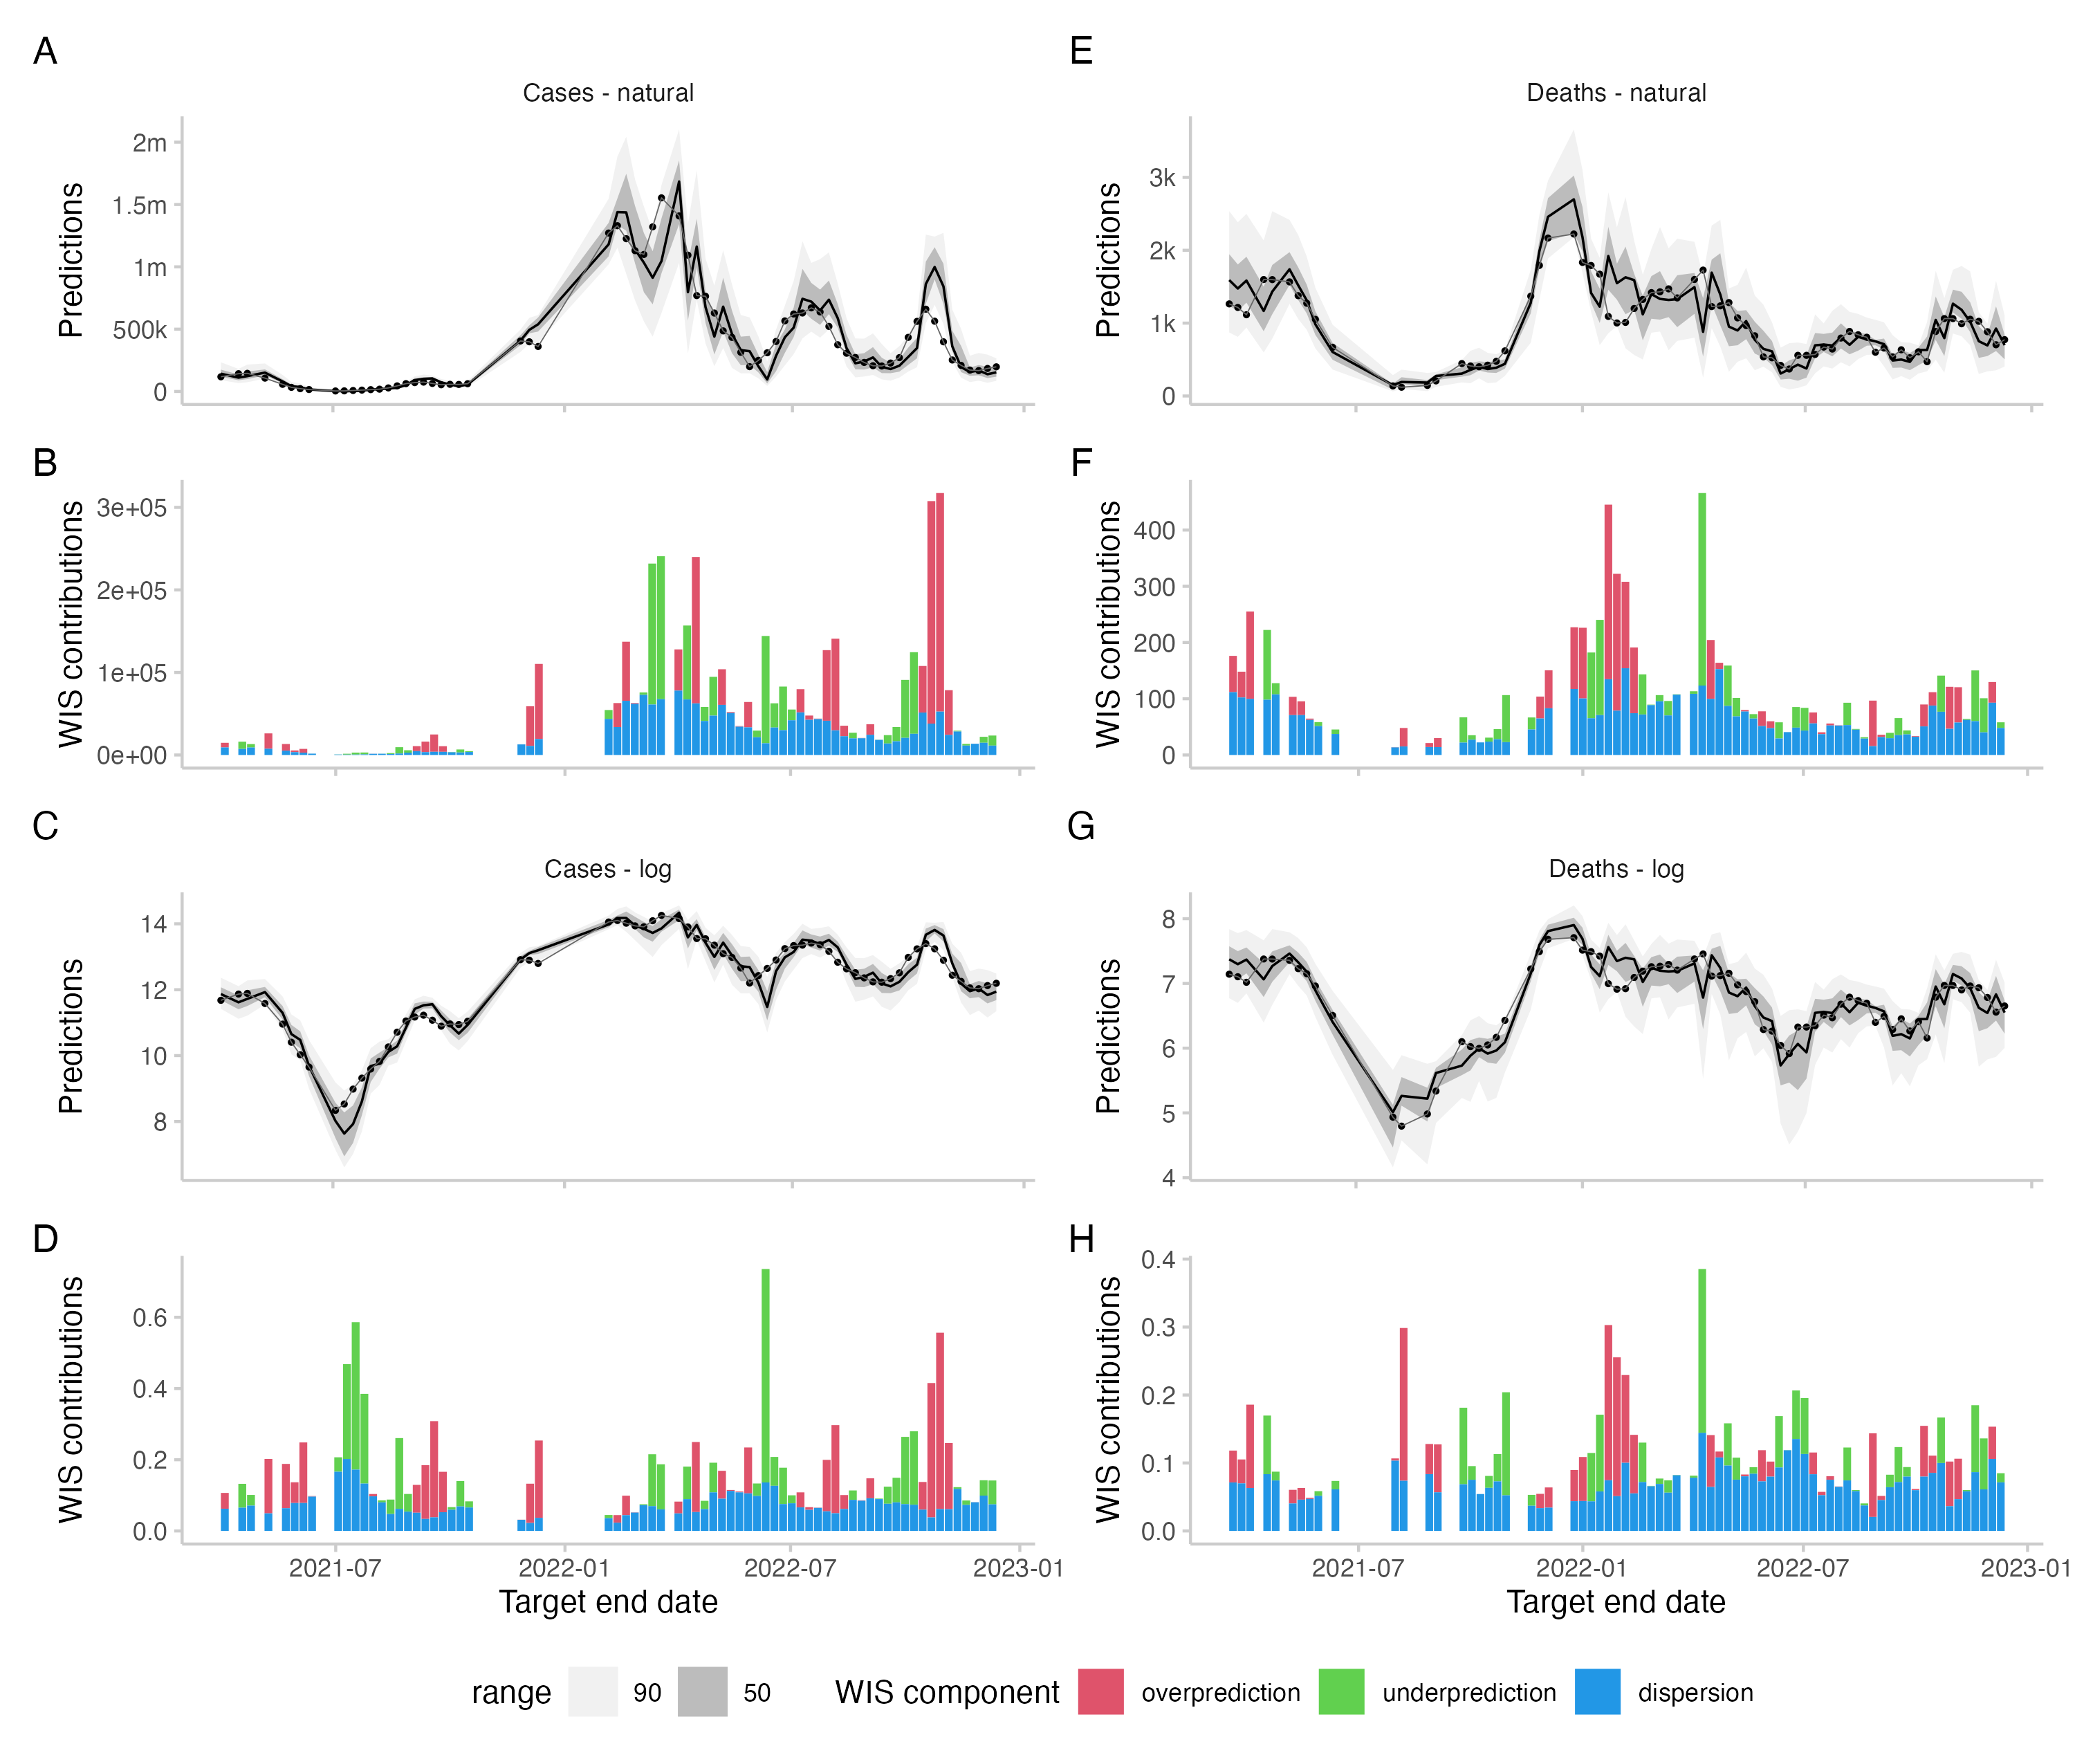 A
Cases - natural
Predictions
2m
1.5m
1m
500k
0
B
WIS contributions
3e+05
2e+05
1e+05
0e+00
C
Cases - log
Predictions
14
12
10
8
D
WIS contributions
0.6
0.4
0.2
0.0
2021-07 2022-01 2022-07 2023-01
Target end date
E
Deaths - natural
Predictions
3k
2k
1k
0
F
WIS contributions
400
300
200
100
0
G
Deaths - log
Predictions
8
7
6
5
4
H
WIS contributions
0.4
0.3
0.2
0.1
0.0
2021-07 2022-01 2022-07 2023-01
Target end date
range 90 50 WIS component overprediction underprediction dispersion